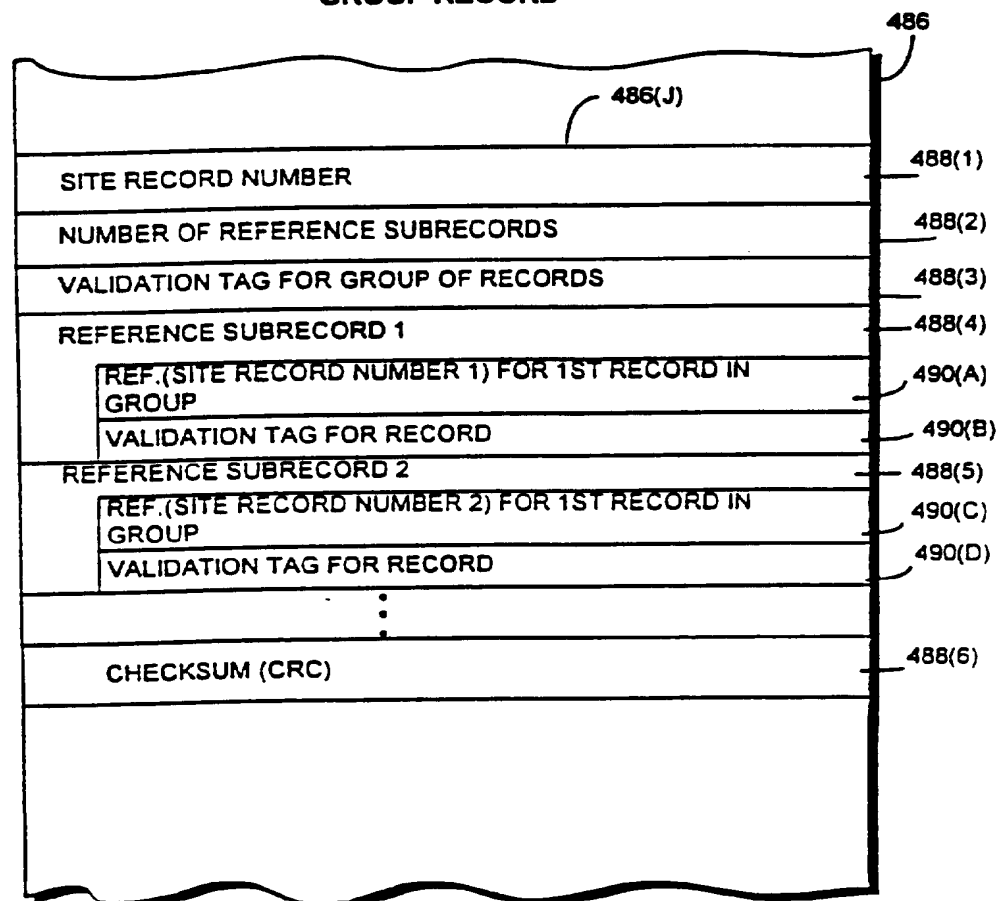 GROUP RECORD
486
486(J)
SITE RECORD NUMBER
488(1)
NUMBER OF REFERENCE SUBRECORDS
488(2)
VALIDATION TAG FOR GROUP OF RECORDS
488(3)
REFERENCE SUBRECORD 1
488(4)
REF.(SITE RECORD NUMBER 1) FOR 1ST RECORD IN
GROUP
490(A)
VALIDATION TAG FOR RECORD
490(B)
REFERENCE SUBRECORD 2
488(5)
REF.(SITE RECORD NUMBER 2) FOR 1ST RECORD IN
GROUP
490(C)
VALIDATION TAG FOR RECORD
490(D)
CHECKSUM (CRC)
488(6)